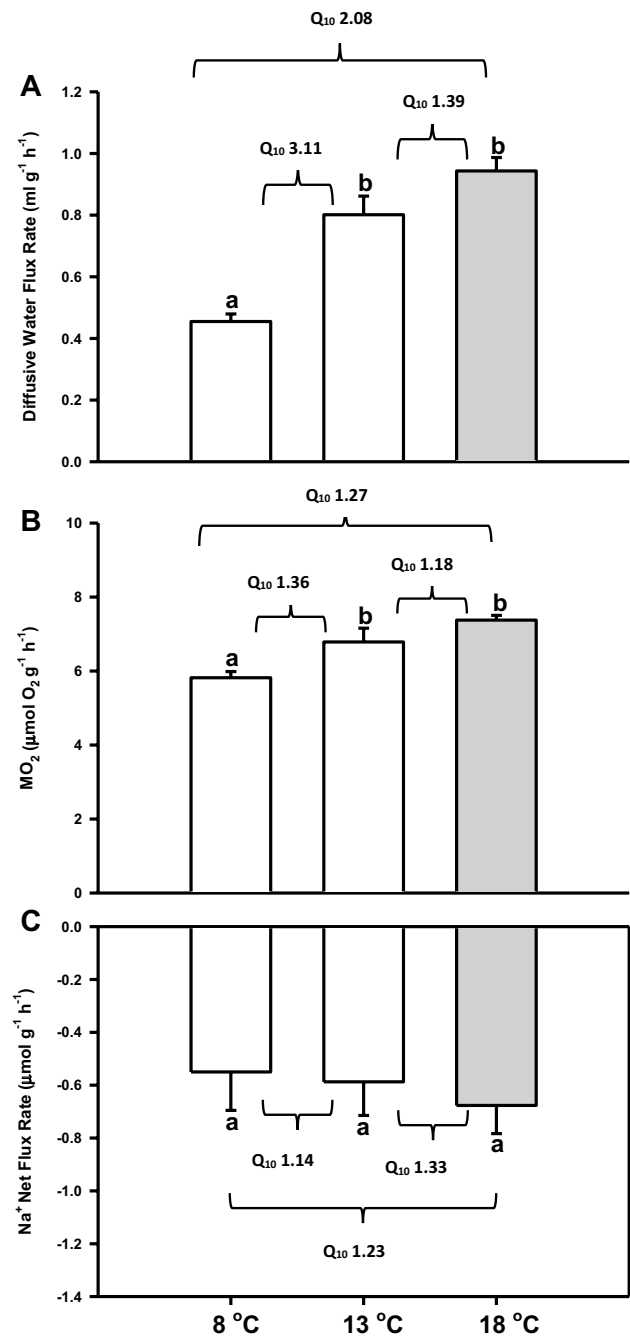 Q₁₀ 2.08
A
Q₁₀ 1.39
Q₁₀ 3.11
Diffusive Water Flux Rate (ml g⁻¹ h⁻¹)
1.2
1.0
0.8
0.6
0.4
0.2
0.0
a
b
b
Q₁₀ 1.27
B
Q₁₀ 1.36
Q₁₀ 1.18
MO₂ (µmol O₂ g⁻¹ h⁻¹)
10
8
6
4
2
0
a
b
b
C
Na⁺ Net Flux Rate (µmol g⁻¹ h⁻¹)
0.0
-0.2
-0.4
-0.6
-0.8
-1.0
-1.2
-1.4
a
a
a
Q₁₀ 1.14
Q₁₀ 1.33
Q₁₀ 1.23
8 °C 13 °C 18 °C